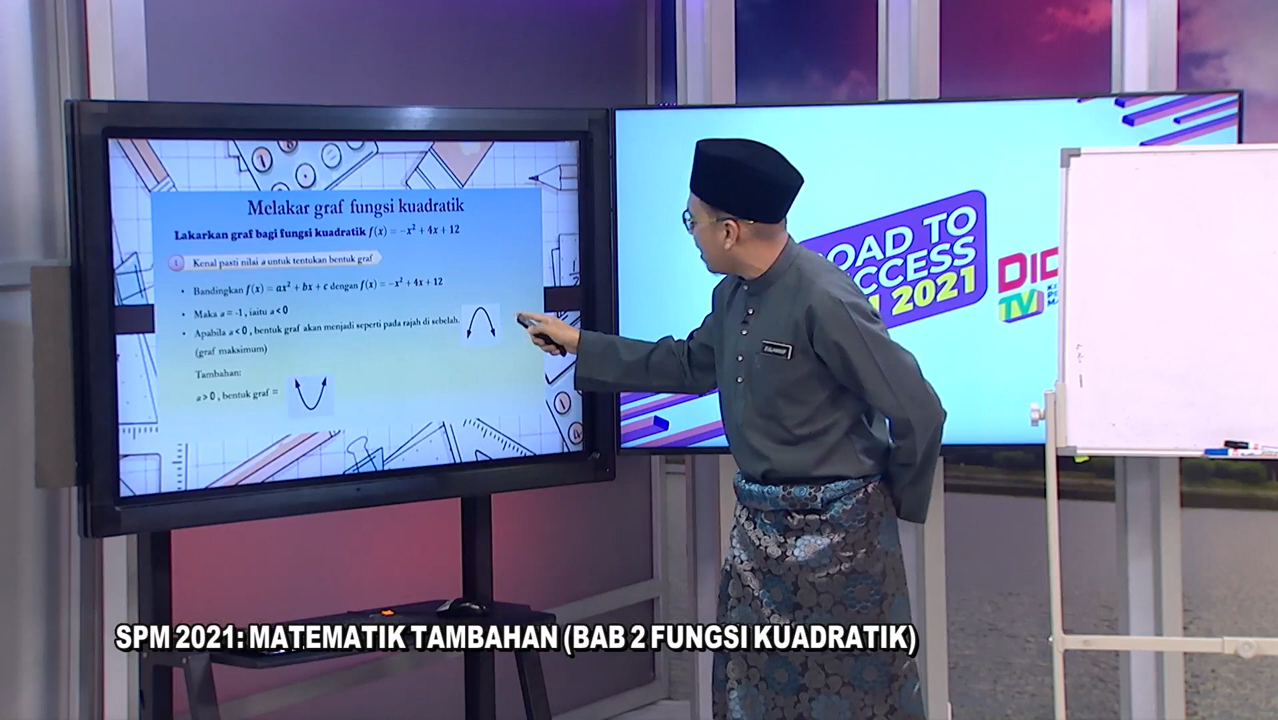 Melakar graf fungsi kuadratik
Lakarkan graf bagi fungsi kuadratik f(x) = −x² + 4x + 12
1 Kenal pasti nilai a untuk tentukan bentuk graf
• Bandingkan f(x) = ax² + bx + c dengan f(x) = −x² + 4x + 12
• Maka a = -1, iaitu a < 0
• Apabila a < 0 , bentuk graf akan menjadi seperti pada rajah di sebelah.
(graf maksimum)
Tambahan:
a > 0 , bentuk graf =
OAD TO
CCESS
2021
DID
TV
SPM 2021: MATEMATIK TAMBAHAN (BAB 2 FUNGSI KUADRATIK)